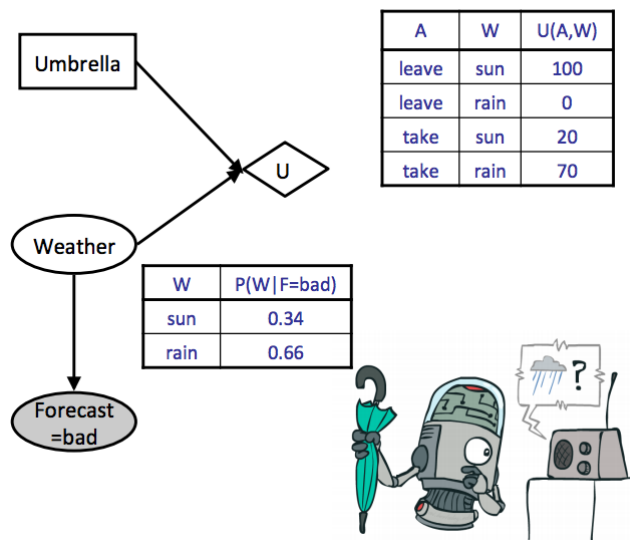 Umbrella
A W U(A,W)
leave sun 100
leave rain 0
take sun 20
take rain 70
U
Weather
W P(W|F=bad)
sun 0.34
rain 0.66
Forecast
=bad
?